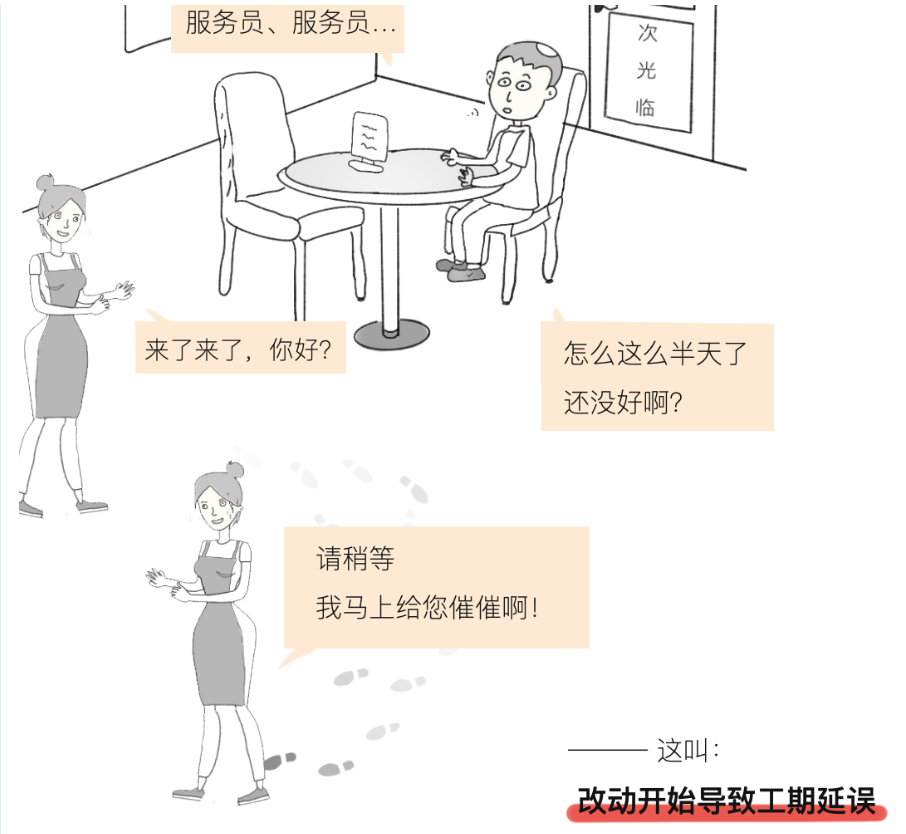 服务员、服务员...
次
光
临
来了来了，你好？
怎么这么半天了
还没好啊？
请稍等
我马上给您催催啊！
——— 这叫：
改动开始导致工期延误